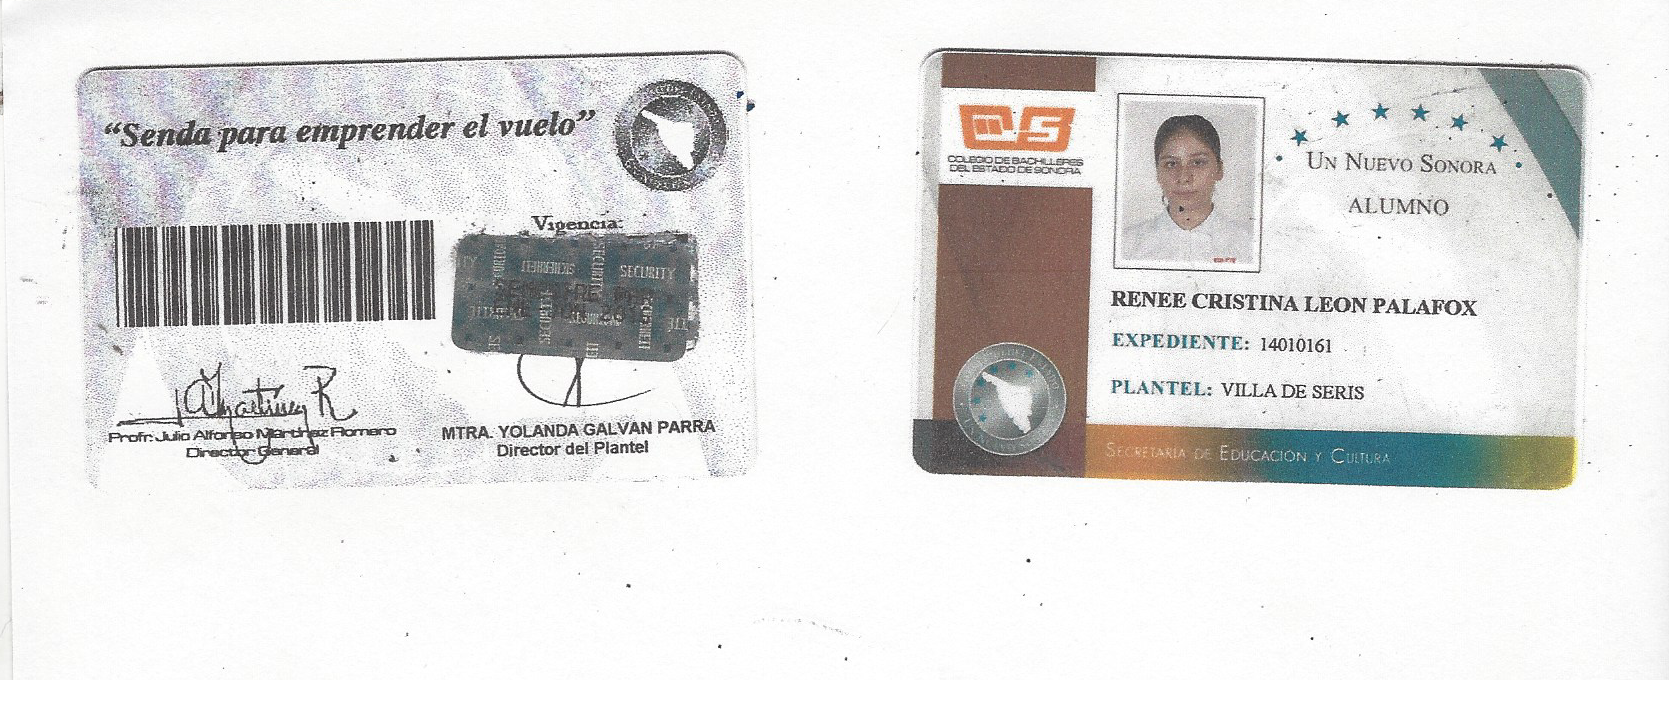 “Senda para emprender el vuelo”
Vigencia:
SECURITY
Profr. Julio Alfonso Martínez Romero
Director General
MTRA. YOLANDA GALVAN PARRA
Director del Plantel
COLEGIO DE BACHILLERES
DEL ESTADO DE SONORA
UN NUEVO SONORA
ALUMNO
RENEE CRISTINA LEON PALAFOX
EXPEDIENTE: 14010161
PLANTEL: VILLA DE SERIS
SECRETARÍA DE EDUCACIÓN Y CULTURA